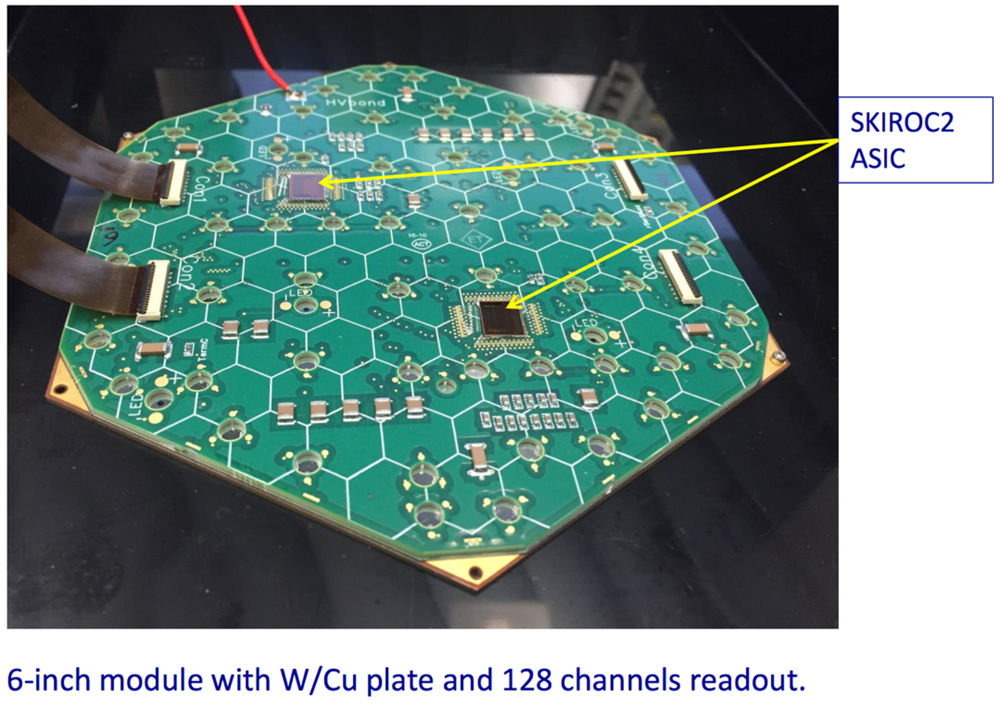 HVbond
LED
LED
Con1
Con3
SKIROC2
ASIC
16-10
ACT
ET
Con2
Con4
LED
LED
TermC
LED
6-inch module with W/Cu plate and 128 channels readout.